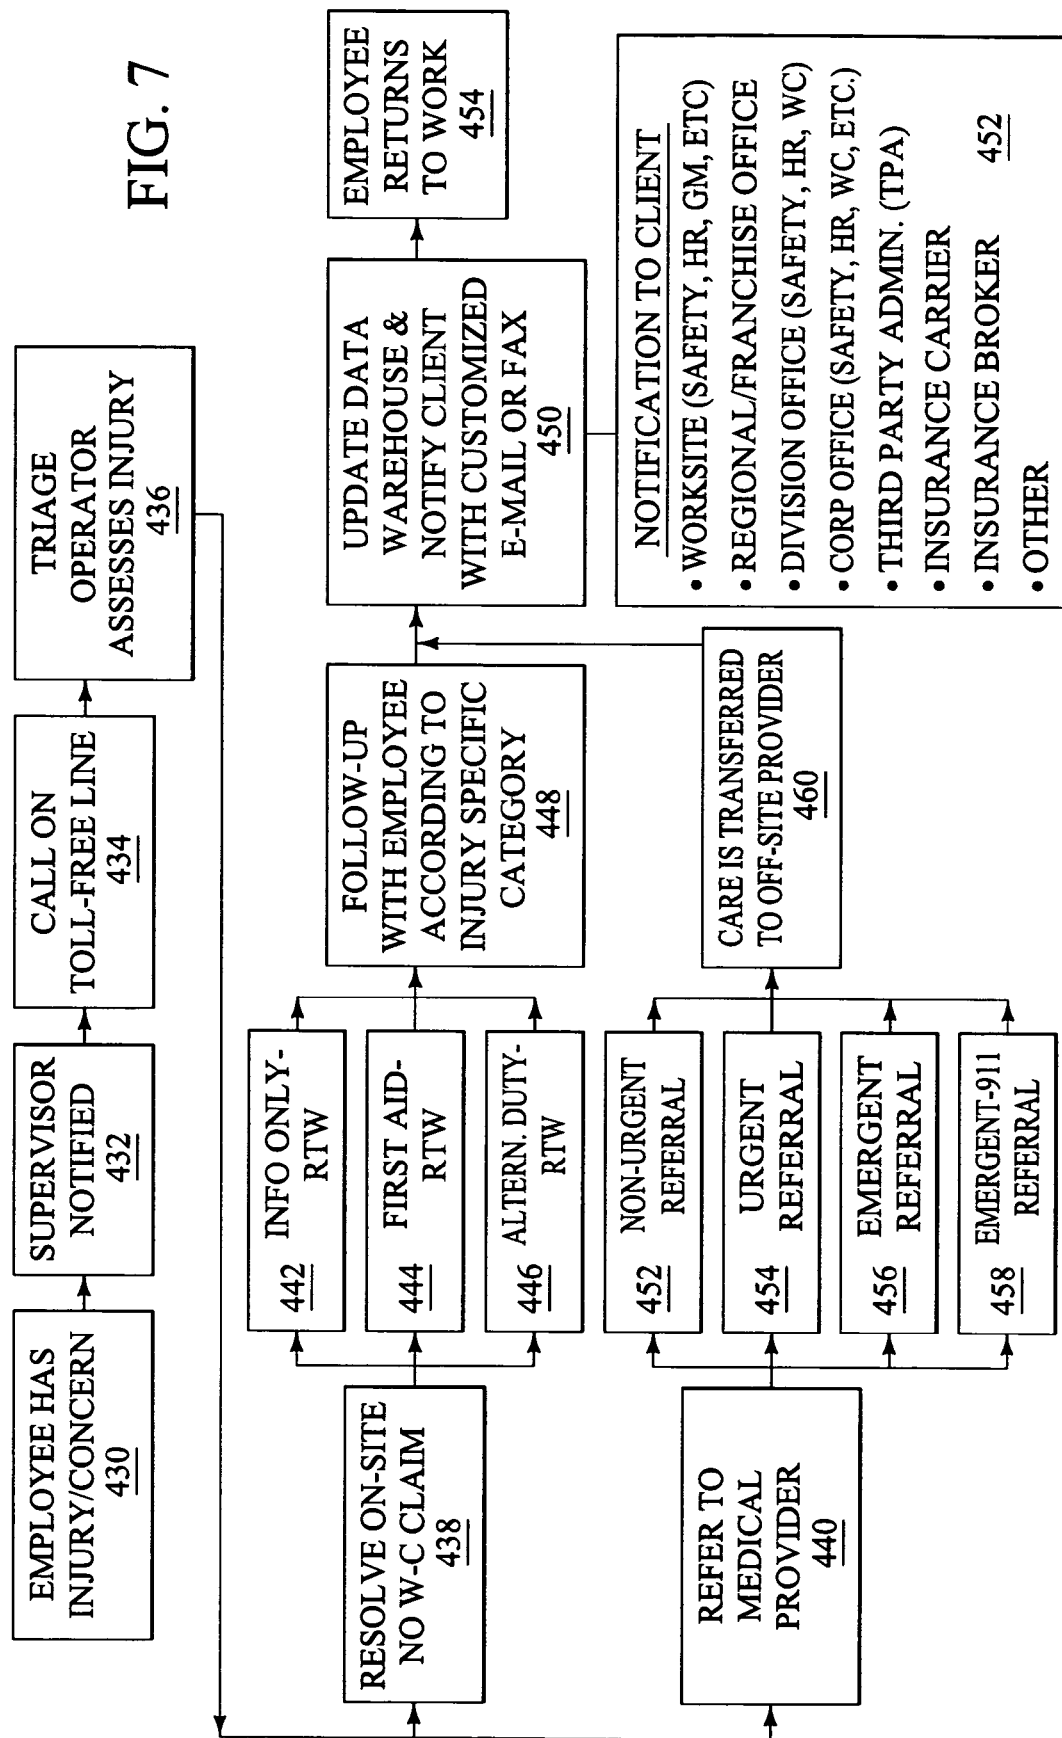 FIG. 7
EMPLOYEE HAS
INJURY/CONCERN
430
SUPERVISOR
NOTIFIED
432
CALL ON
TOLL-FREE LINE
434
TRIAGE
OPERATOR
ASSESSES INJURY
436
RESOLVE ON-SITE
NO W-C CLAIM
438
REFER TO
MEDICAL
PROVIDER
440
INFO ONLY-
RTW
442
FIRST AID-
RTW
444
ALTERN. DUTY-
RTW
446
NON-URGENT
REFERRAL
452
URGENT
REFERRAL
454
EMERGENT
REFERRAL
456
EMERGENT-911
REFERRAL
458
FOLLOW-UP
WITH EMPLOYEE
ACCORDING TO
INJURY SPECIFIC
CATEGORY
448
CARE IS TRANSFERRED
TO OFF-SITE PROVIDER
460
UPDATE DATA
WAREHOUSE &
NOTIFY CLIENT
WITH CUSTOMIZED
E-MAIL OR FAX
450
EMPLOYEE
RETURNS
TO WORK
454
NOTIFICATION TO CLIENT
• WORKSITE (SAFETY, HR, GM, ETC)
• REGIONAL/FRANCHISE OFFICE
• DIVISION OFFICE (SAFETY, HR, WC)
• CORP OFFICE (SAFETY, HR, WC, ETC.)
• THIRD PARTY ADMIN. (TPA)
• INSURANCE CARRIER
• INSURANCE BROKER 452
• OTHER